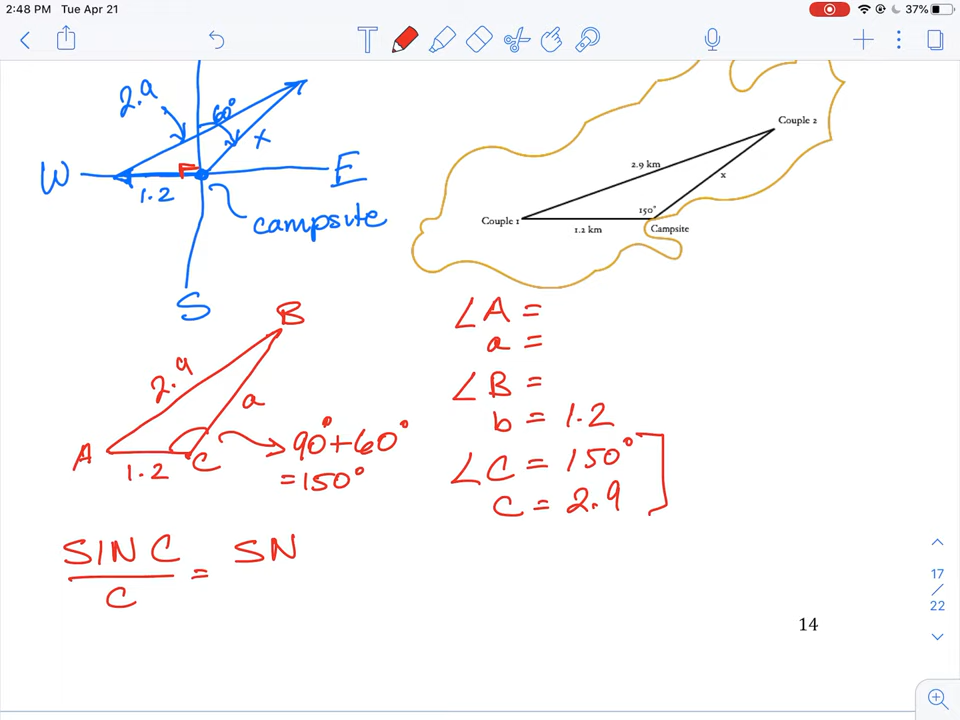 2:48 PM Tue Apr 21
37%
T
2.9
60°
x
W
E
1.2
campsite
S
Couple 2
2.9 km
x
150°
Couple 1
1.2 km
Campsite
B
2.9
a
A
1.2
C
90° + 60°
= 150°
∠A =
a =
∠B =
b = 1.2
∠C = 150°
c = 2.9
SIN C
=
SN
C
14
17
/
22